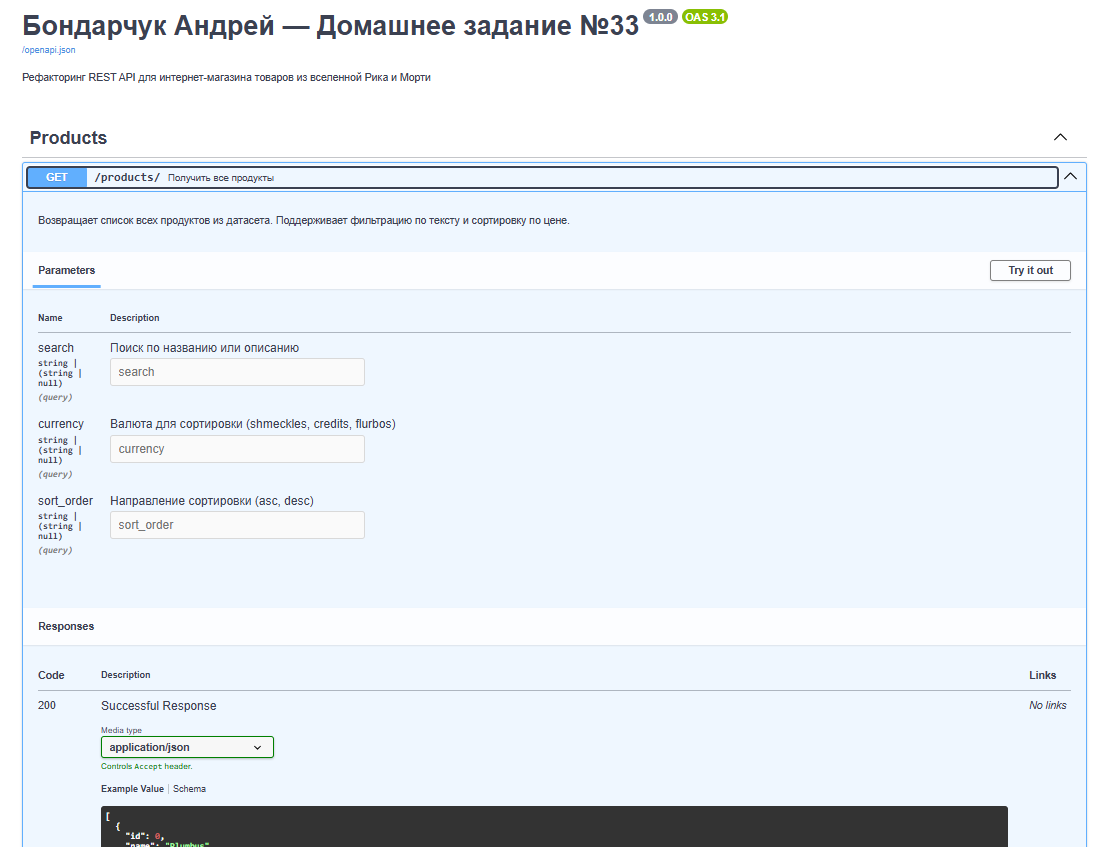 Бондарчук Андрей — Домашнее задание №33 1.0.0 OAS 3.1
/openapi.json
Рефакторинг REST API для интернет-магазина товаров из вселенной Рика и Морти
Products
GET /products/ Получить все продукты
Возвращает список всех продуктов из датасета. Поддерживает фильтрацию по тексту и сортировку по цене.
Parameters
Try it out
Name Description
search
string |
(string |
null)
(query)
Поиск по названию или описанию
search
currency
string |
(string |
null)
(query)
Валюта для сортировки (shmeckles, credits, flurbos)
currency
sort_order
string |
(string |
null)
(query)
Направление сортировки (asc, desc)
sort_order
Responses
Code Description Links
200 Successful Response No links
Media type
application/json
Controls Accept header.
Example Value | Schema
[
{
"id": 0,
"name": "Plumbus",